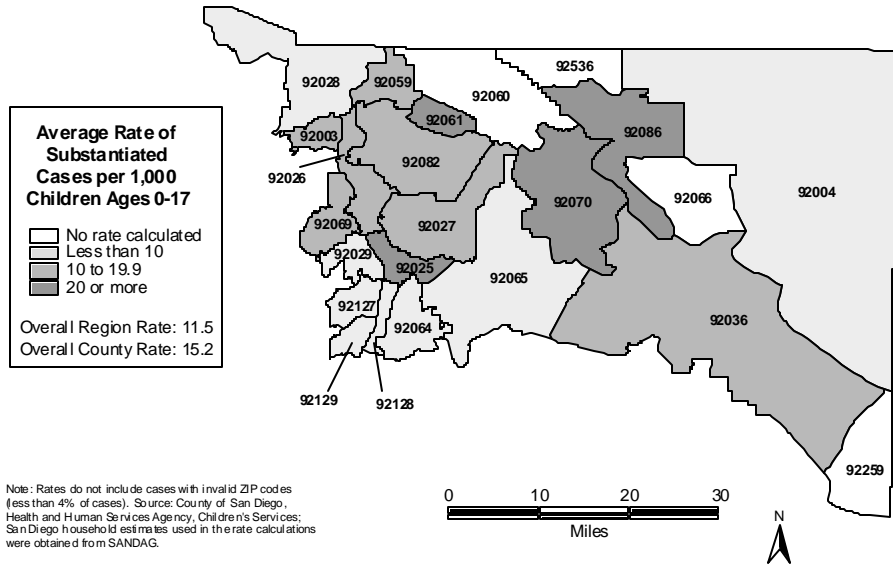 92028
92059
92060
92536
92061
92086
92003
92082
92026
92066
92004
92070
92069
92027
92029
92025
92065
92127
92064
92036
92129
92128
92259
Average Rate of
Substantiated
Cases per 1,000
Children Ages 0-17
No rate calculated
Less than 10
10 to 19.9
20 or more
Overall Region Rate: 11.5
Overall County Rate: 15.2
Note: Rates do not include cases with invalid ZIP codes
(less than 4% of cases). Source: County of San Diego,
Health and Human Services Agency, Children's Services;
San Diego household estimates used in the rate calculations
were obtained from SANDAG.
0 10 20 30
Miles
N